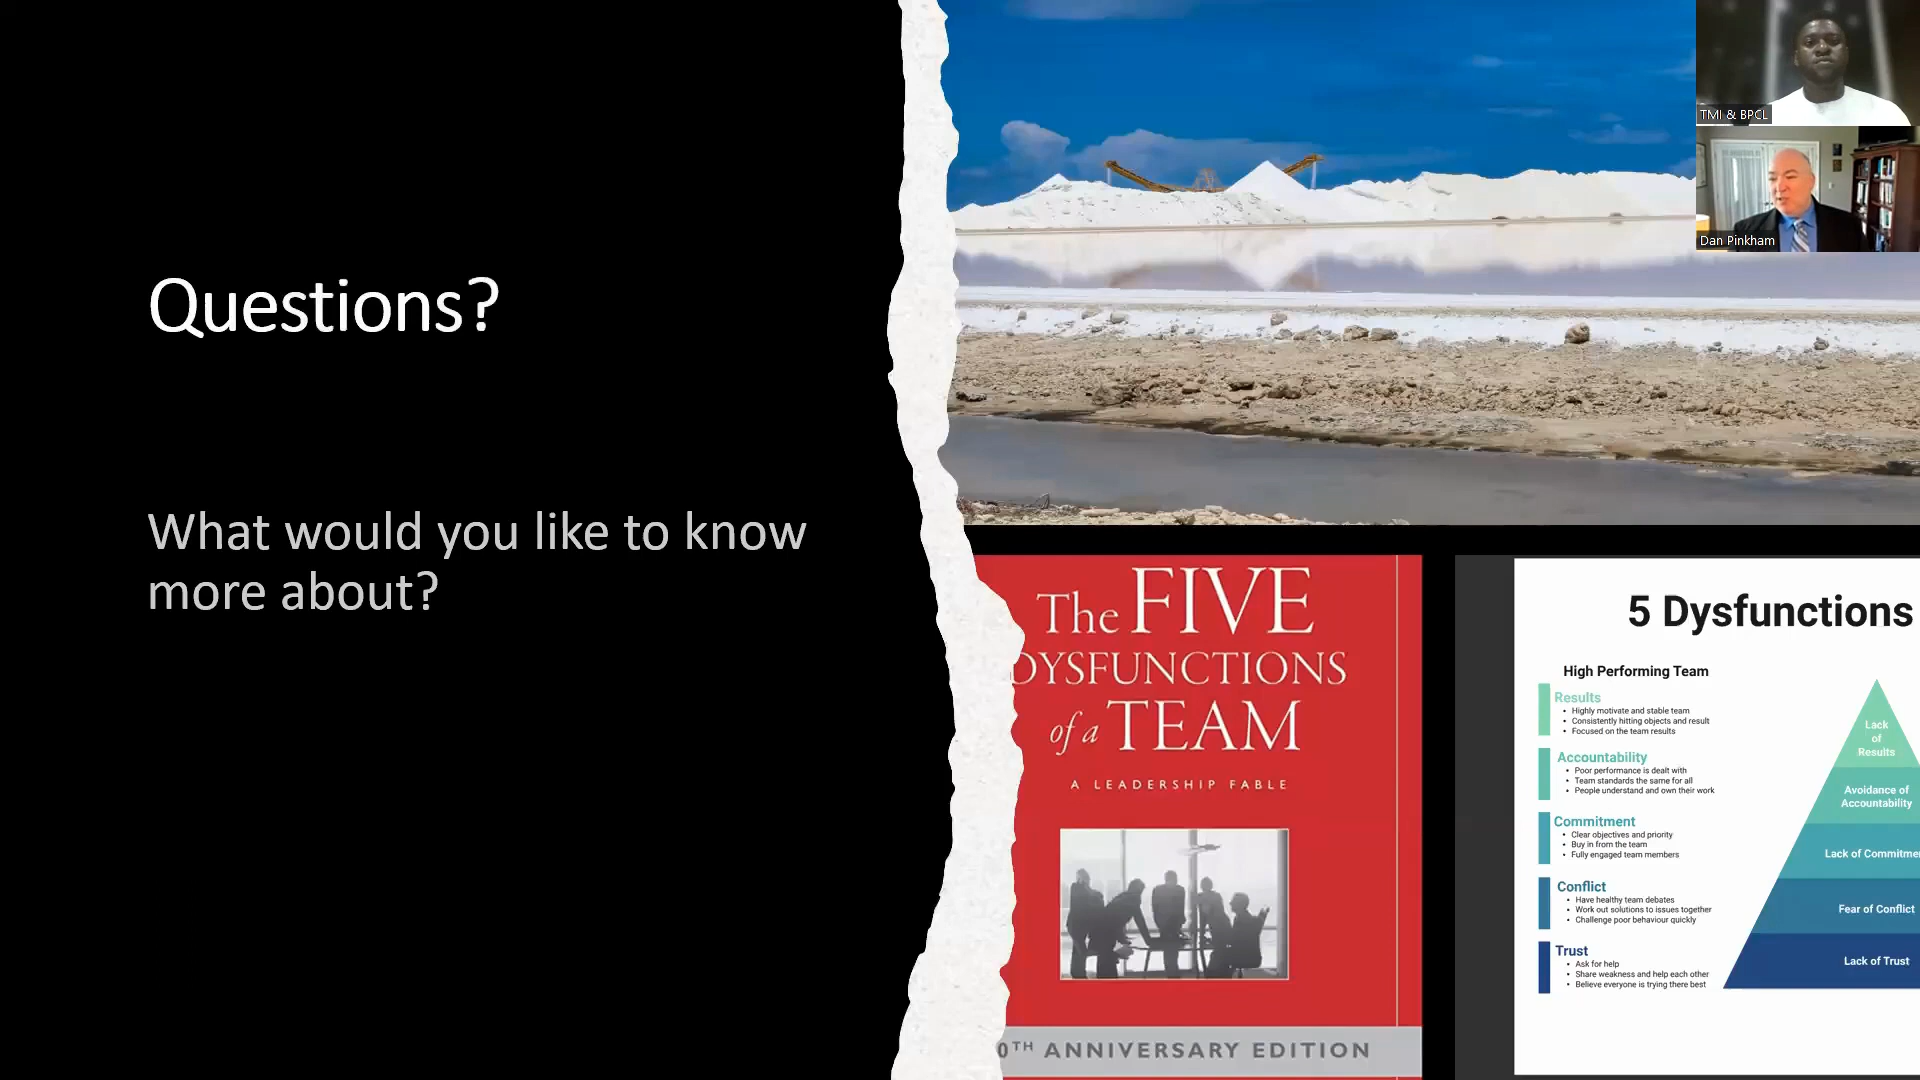 Questions?
What would you like to know
more about?
TMI & BPCL
Dan Pinkham
The FIVE
DYSFUNCTIONS
of a TEAM
A LEADERSHIP FABLE
0TH ANNIVERSARY EDITION
5 Dysfunctions
High Performing Team
Results
• Highly motivate and stable team
• Consistently hitting objects and result
• Focused on the team results
Accountability
• Poor performance is dealt with
• Team standards the same for all
• People understand and own their work
Commitment
• Clear objectives and priority
• Buy in from the team
• Fully engaged team members
Conflict
• Have healthy team debates
• Work out solutions to issues together
• Challenge poor behaviour quickly
Trust
• Ask for help
• Share weakness and help each other
• Believe everyone is trying there best
Lack
of
Results
Avoidance of
Accountability
Lack of Commitme
Fear of Conflict
Lack of Trust